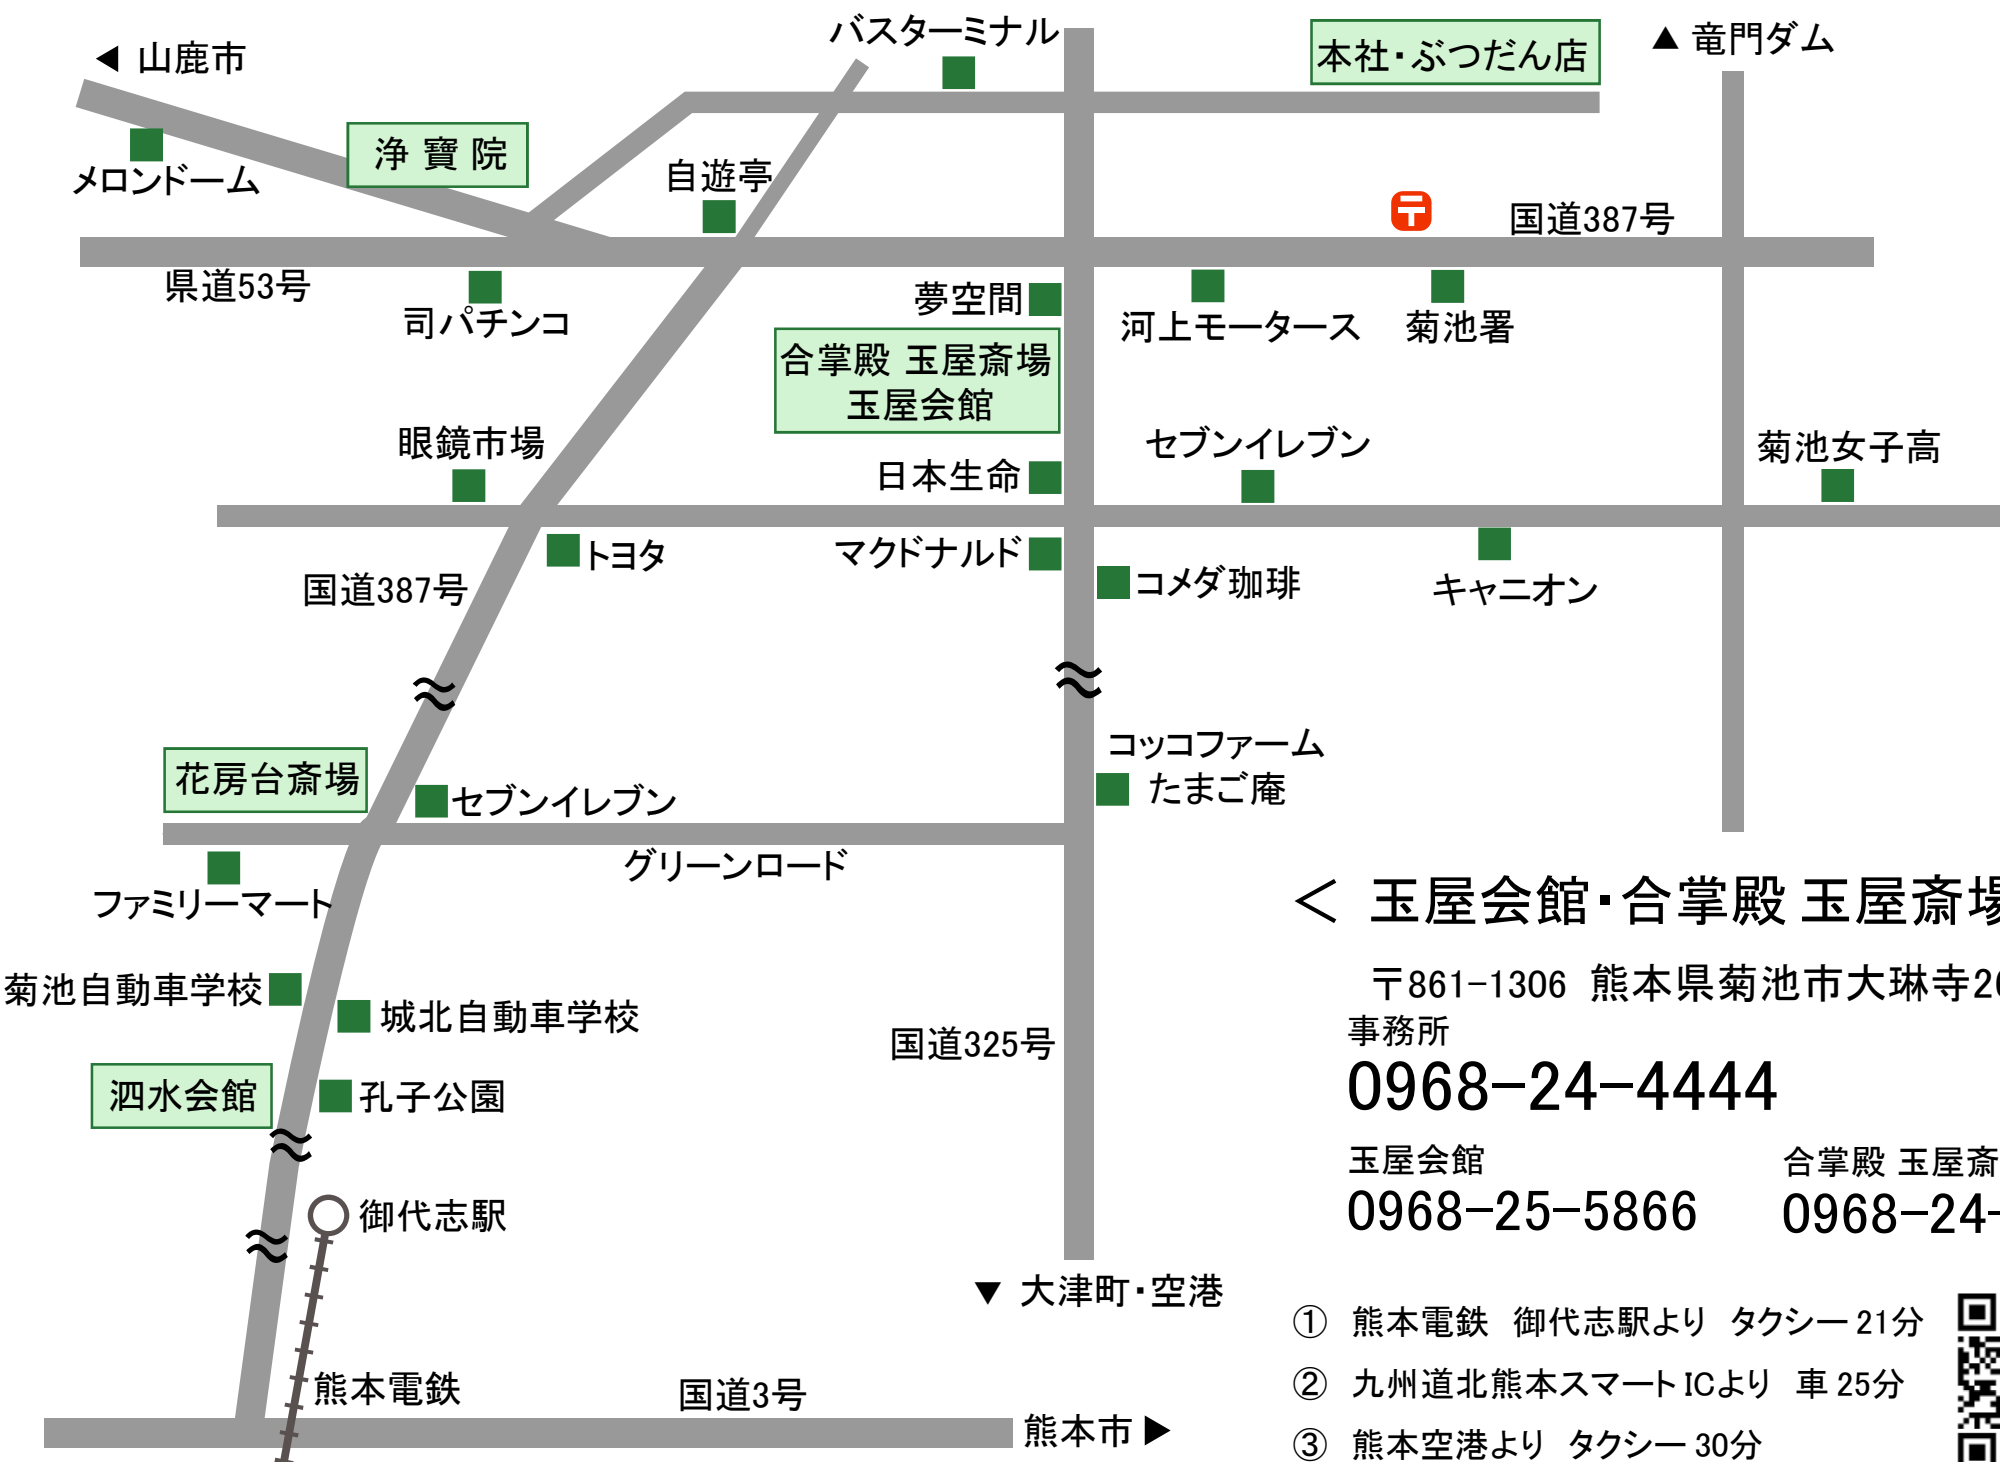 バスターミナル
◀ 山鹿市
本社・ぶつだん店
▲ 竜門ダム
浄寶院
メロンドーム
自遊亭
〒
国道387号
県道53号
司パチンコ
夢空間
河上モータース
菊池署
合掌殿 玉屋斎場
玉屋会館
眼鏡市場
日本生命
セブンイレブン
菊池女子高
トヨタ
マクドナルド
コメダ珈琲
キャニオン
国道387号
花房台斎場
セブンイレブン
コッコファーム
たまご庵
グリーンロード
ファミリーマート
菊池自動車学校
城北自動車学校
国道325号
泗水会館
孔子公園
御代志駅
▼ 大津町・空港
熊本電鉄
国道3号
熊本市 ▶
＜ 玉屋会館・合掌殿 玉屋斎場
〒861-1306 熊本県菊池市大琳寺
事務所
0968-24-4444
玉屋会館
0968-25-5866
合掌殿 玉屋斎
0968-24-
① 熊本電鉄 御代志駅より タクシー 21分
② 九州道北熊本スマートICより 車 25分
③ 熊本空港より タクシー 30分